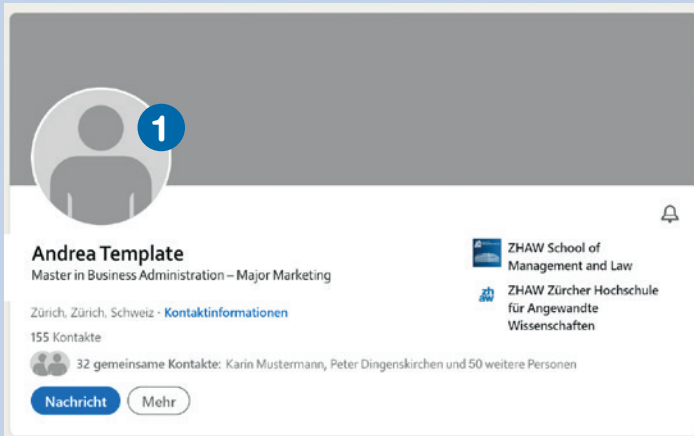 1
Andrea Template
Master in Business Administration – Major Marketing
Zürich, Zürich, Schweiz · Kontaktinformationen
155 Kontakte
32 gemeinsame Kontakte: Karin Mustermann, Peter Dingenskirchen und 50 weitere Personen
Nachricht
Mehr
ZHAW School of
Management and Law
zh
aw
ZHAW Zürcher Hochschule
für Angewandte
Wissenschaften